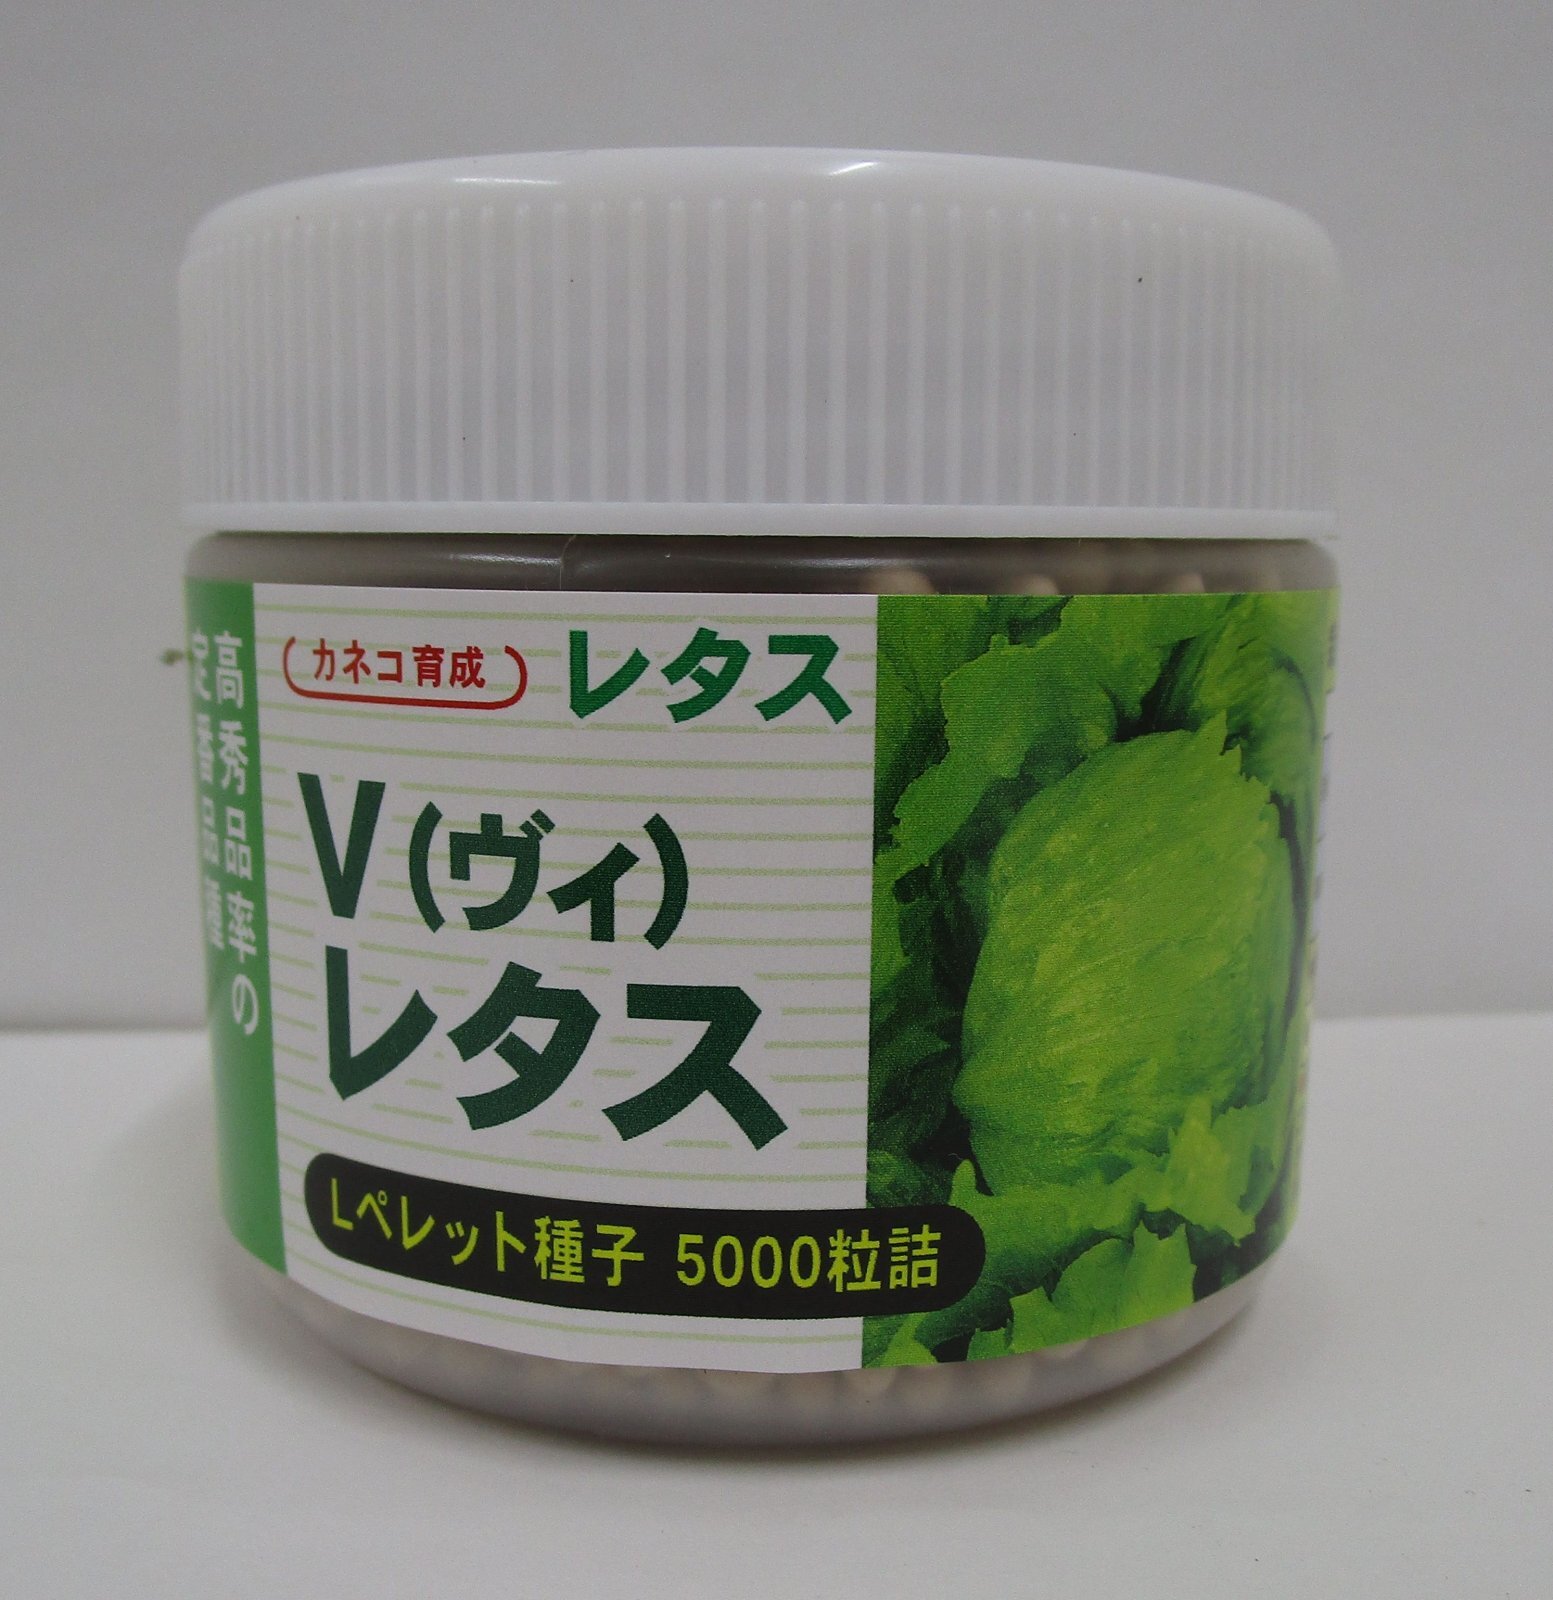 高秀品率の
定番品種
カネコ育成
レタス
V(ヴィ)
レタス
Lペレット種子 5000粒詰